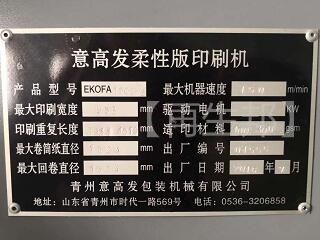 意高发柔性版印刷机
产品型号 EKOFA 最大机器速度 150 m/min
最大印刷宽度 mm 驱动电机 KW
印刷重复长度 mm 适用材料 gsm
最大卷筒纸直径 mm 出厂编号
最大回卷直径 mm 出厂日期 年 月
青州意高发包装机械有限公司
地址：山东省青州市时代一路569号 电话：0536-3206858